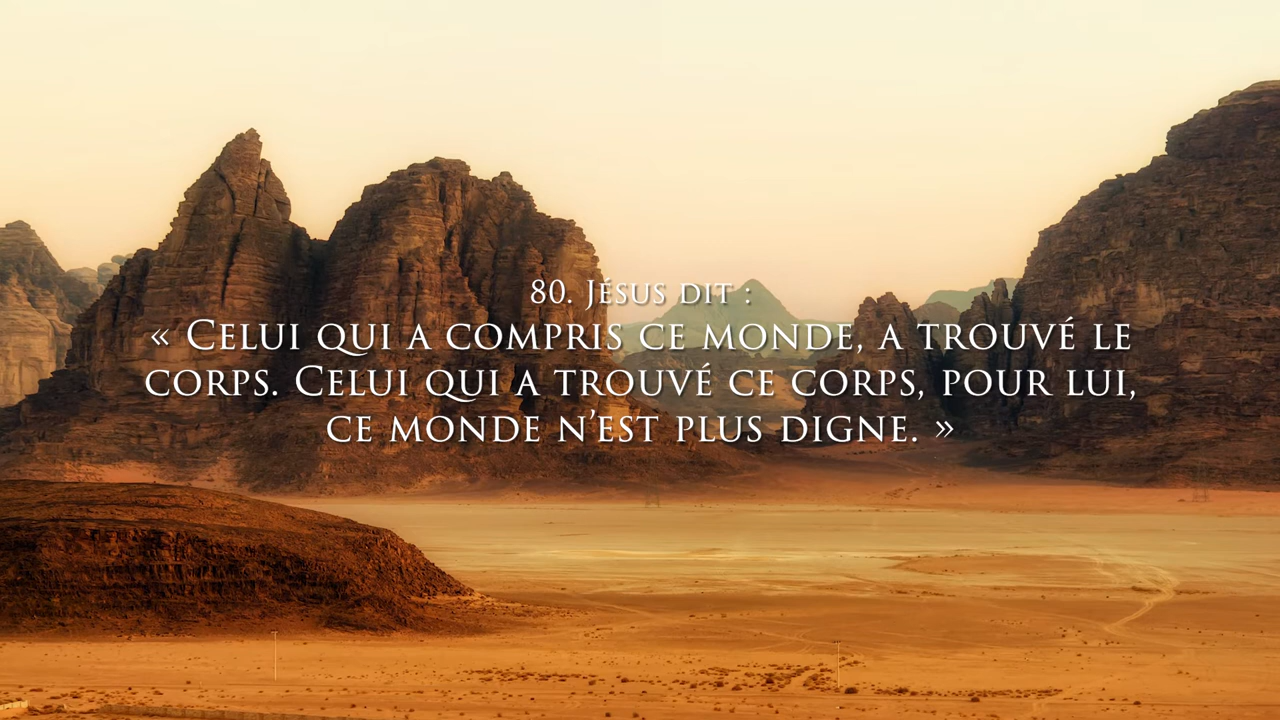 80. Jésus dit :
« Celui qui a compris ce monde, a trouvé le
corps. Celui qui a trouvé ce corps, pour lui,
ce monde n’est plus digne. »